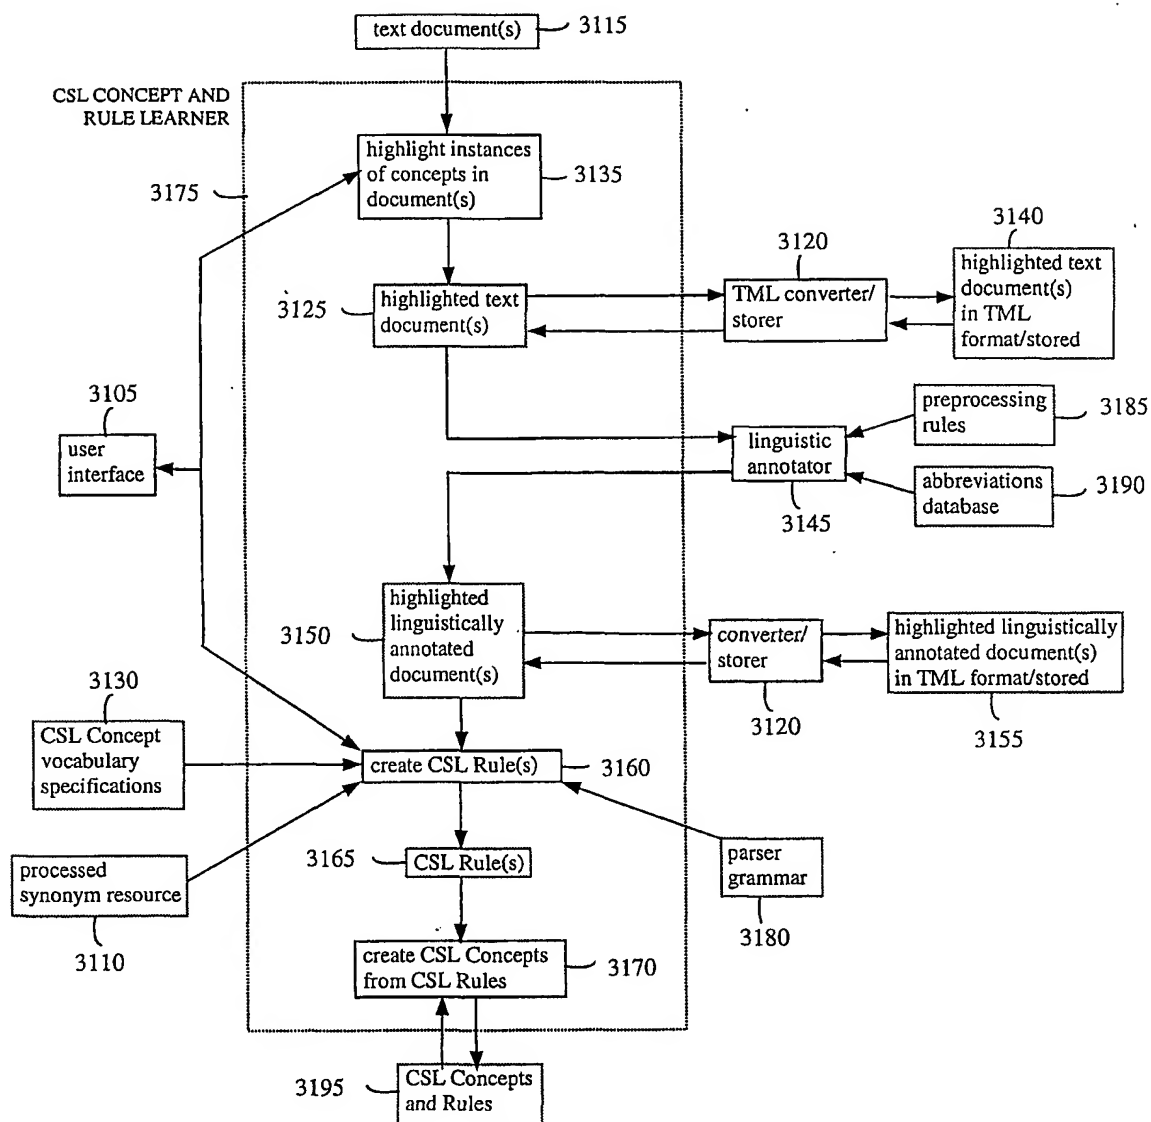 text document(s)
3115
CSL CONCEPT AND
RULE LEARNER
3175
highlight instances
of concepts in
document(s)
3135
3125
highlighted text
document(s)
3120
TML converter/
storer
3140
highlighted text
document(s)
in TML
format/stored
3105
user
interface
linguistic
annotator
3145
preprocessing
rules
3185
abbreviations
database
3190
3150
highlighted
linguistically
annotated
document(s)
converter/
storer
3120
highlighted linguistically
annotated document(s)
in TML format/stored
3155
3130
CSL Concept
vocabulary
specifications
create CSL Rule(s)
3160
processed
synonym resource
3110
3165
CSL Rule(s)
parser
grammar
3180
create CSL Concepts
from CSL Rules
3170
3195
CSL Concepts
and Rules